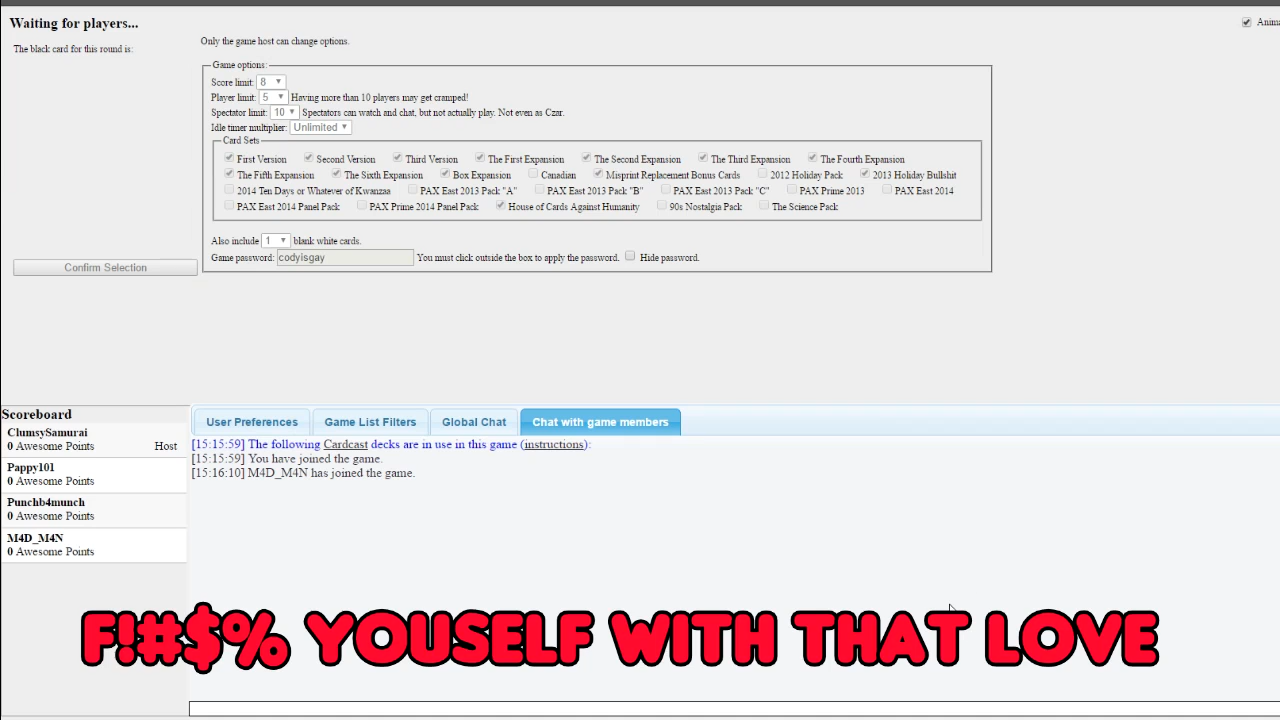 Waiting for players...
Anima
The black card for this round is:
Only the game host can change options.
Game options:
Score limit: 8
Player limit: 5 Having more than 10 players may get cramped!
Spectator limit: 10 Spectators can watch and chat, but not actually play. Not even as Czar.
Idle timer multiplier: Unlimited
Card Sets
First Version Second Version Third Version The First Expansion The Second Expansion The Third Expansion The Fourth Expansion
The Fifth Expansion The Sixth Expansion Box Expansion Canadian Misprint Replacement Bonus Cards 2012 Holiday Pack 2013 Holiday Bullshit
2014 Ten Days or Whatever of Kwanzaa PAX East 2013 Pack "A" PAX East 2013 Pack "B" PAX East 2013 Pack "C" PAX Prime 2013 PAX East 2014
PAX East 2014 Panel Pack PAX Prime 2014 Panel Pack House of Cards Against Humanity 90s Nostalgia Pack The Science Pack
Also include 1 blank white cards.
Game password: codyisgay You must click outside the box to apply the password. Hide password.
Confirm Selection
Scoreboard
ClumsySamurai
0 Awesome Points Host
Pappy101
0 Awesome Points
Punchb4munch
0 Awesome Points
M4D_M4N
0 Awesome Points
User Preferences Game List Filters Global Chat Chat with game members
[15:15:59] The following Cardcast decks are in use in this game (instructions):
[15:15:59] You have joined the game.
[15:16:10] M4D_M4N has joined the game.
F!#$% YOUSELF WITH THAT LOVE